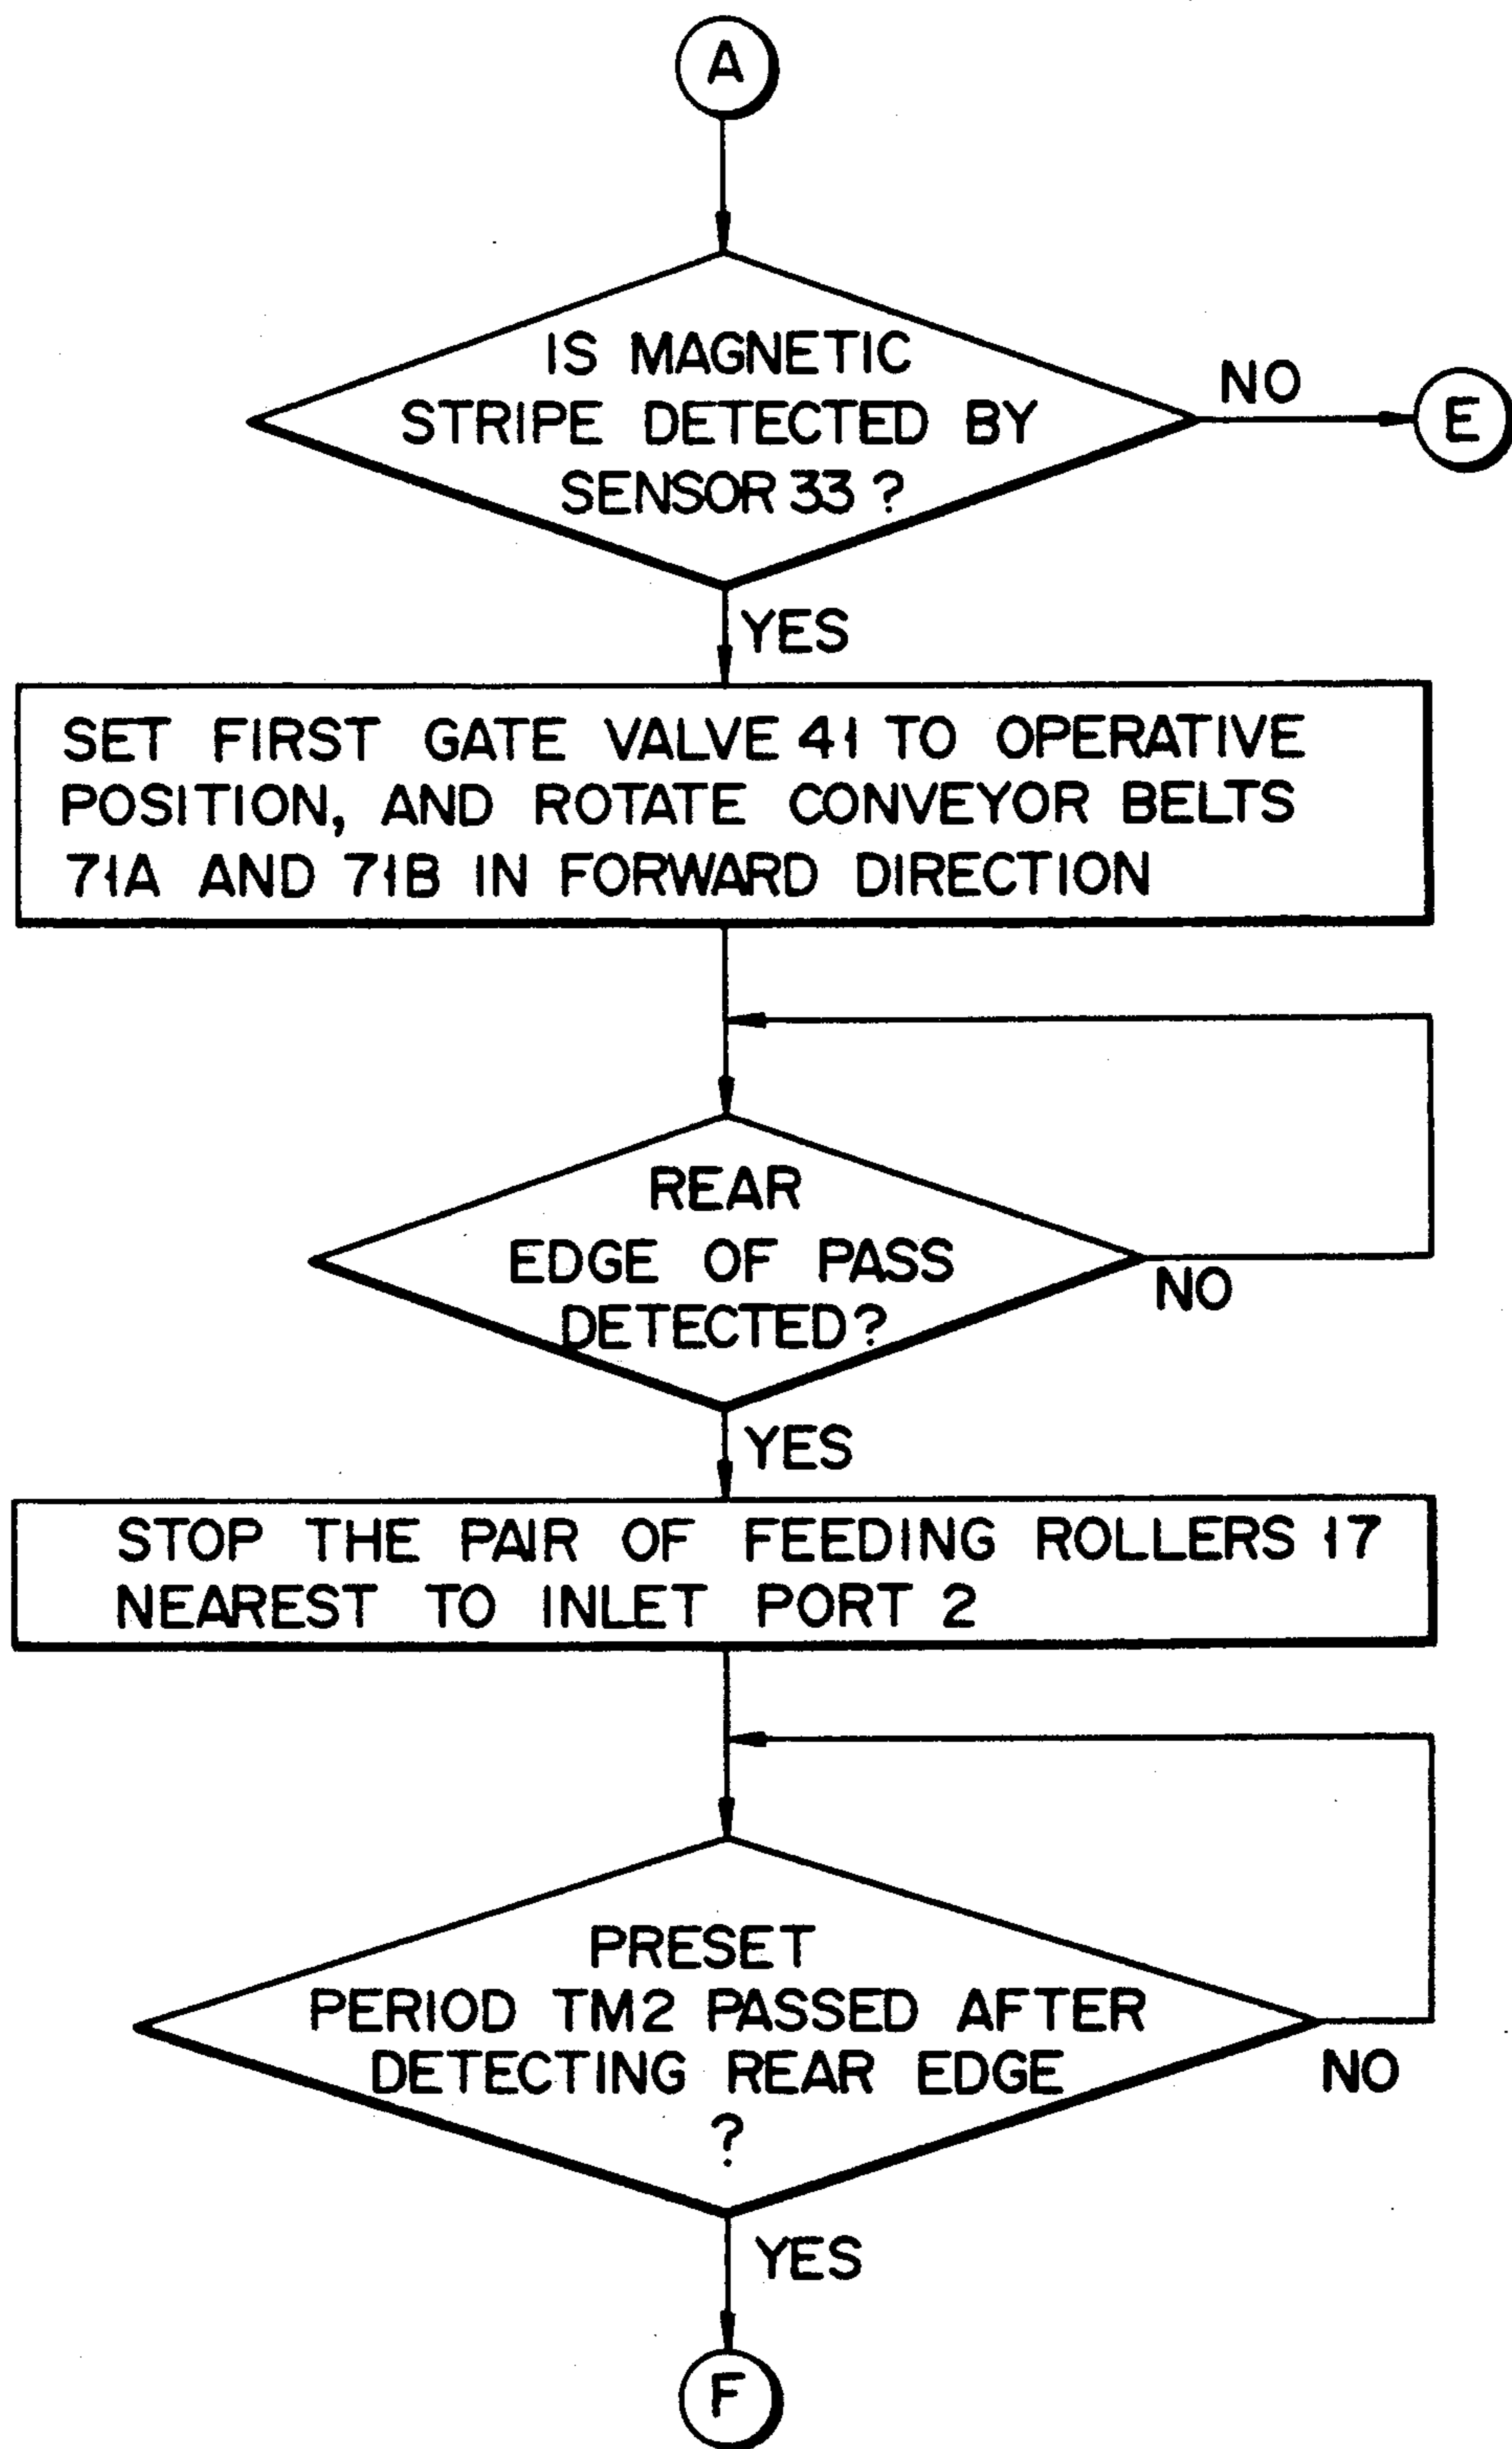 A
IS MAGNETIC
STRIPE DETECTED BY
SENSOR 33 ?
NO
E
YES
SET FIRST GATE VALVE 41 TO OPERATIVE
POSITION, AND ROTATE CONVEYOR BELTS
71A AND 71B IN FORWARD DIRECTION
REAR
EDGE OF PASS
DETECTED?
NO
YES
STOP THE PAIR OF FEEDING ROLLERS 17
NEAREST TO INLET PORT 2
PRESET
PERIOD TM2 PASSED AFTER
DETECTING REAR EDGE
?
NO
YES
F